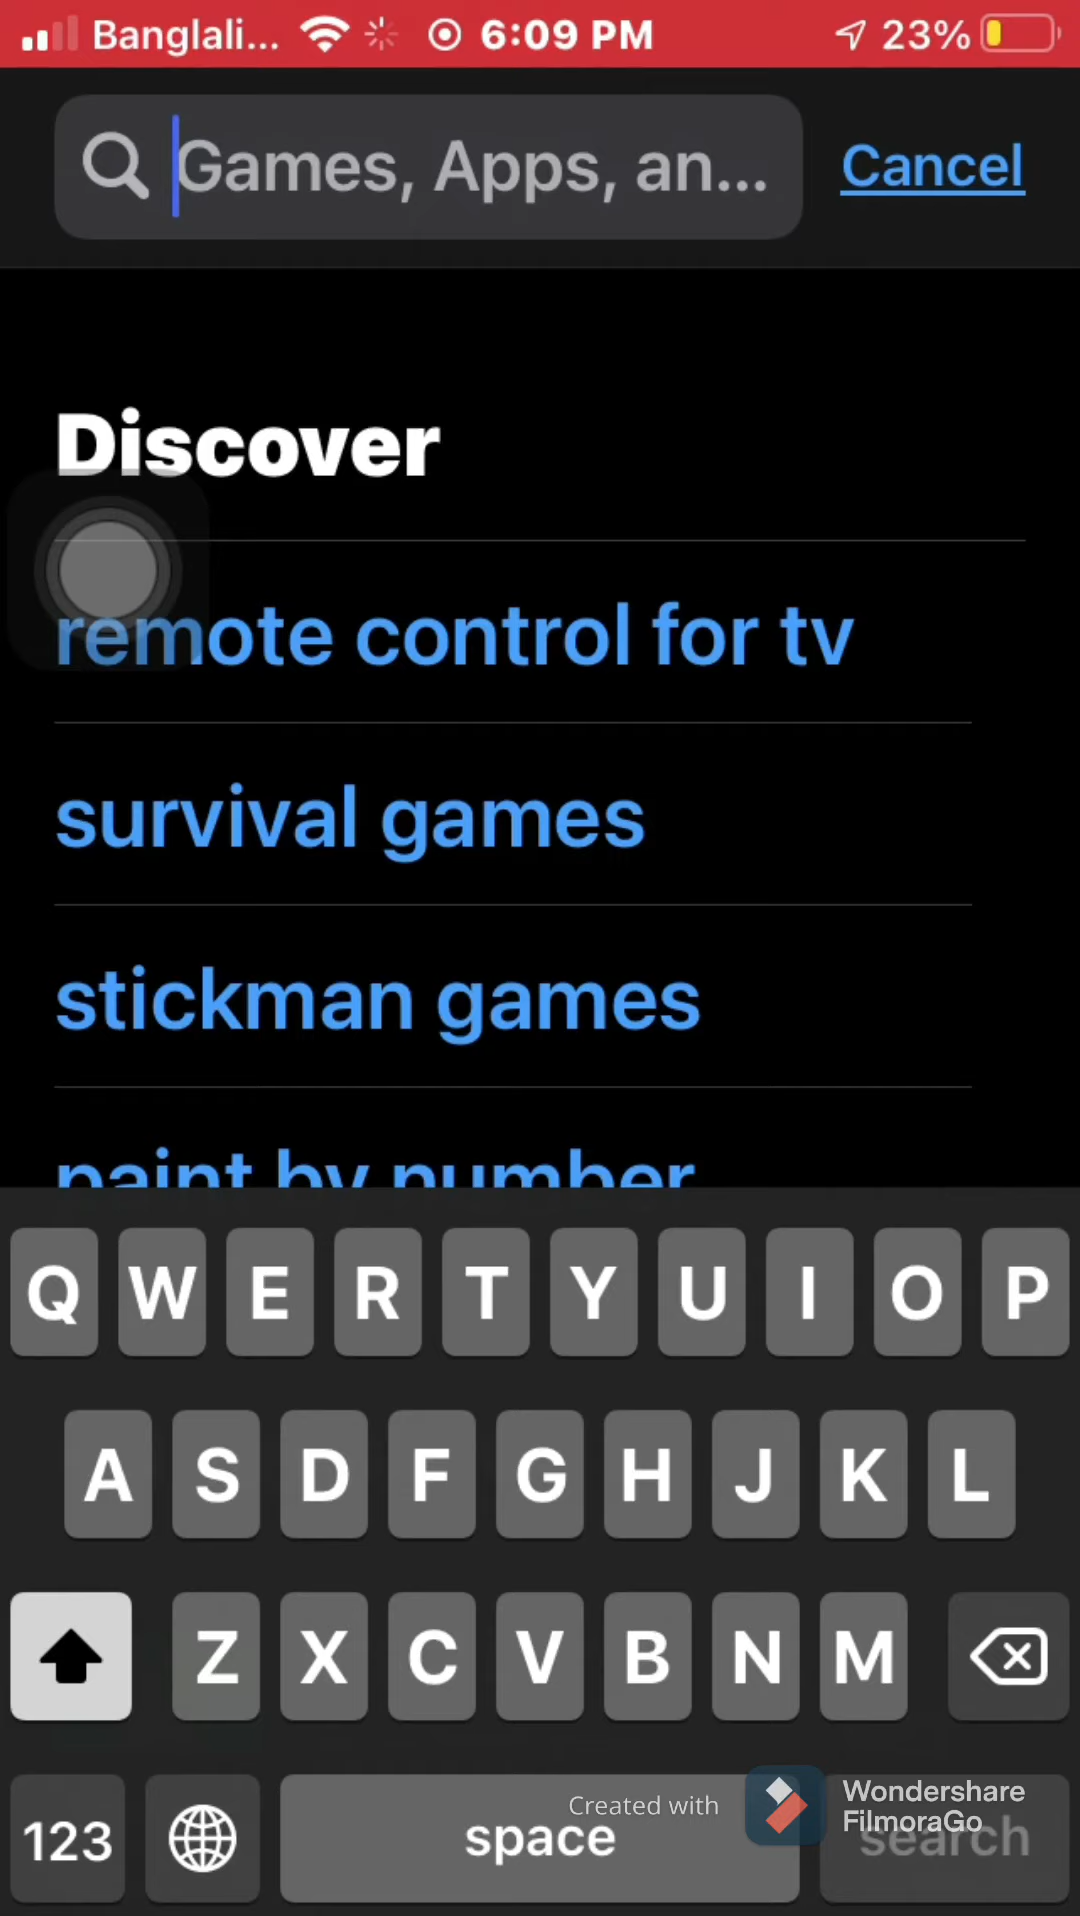 Banglali... 6:09 PM 23%
Games, Apps, an... Cancel
Discover
remote control for tv
survival games
stickman games
paint by number
Q W E R T Y U I O P
A S D F G H J K L
Z X C V B N M
123 space search
Created with Wondershare FilmoraGo